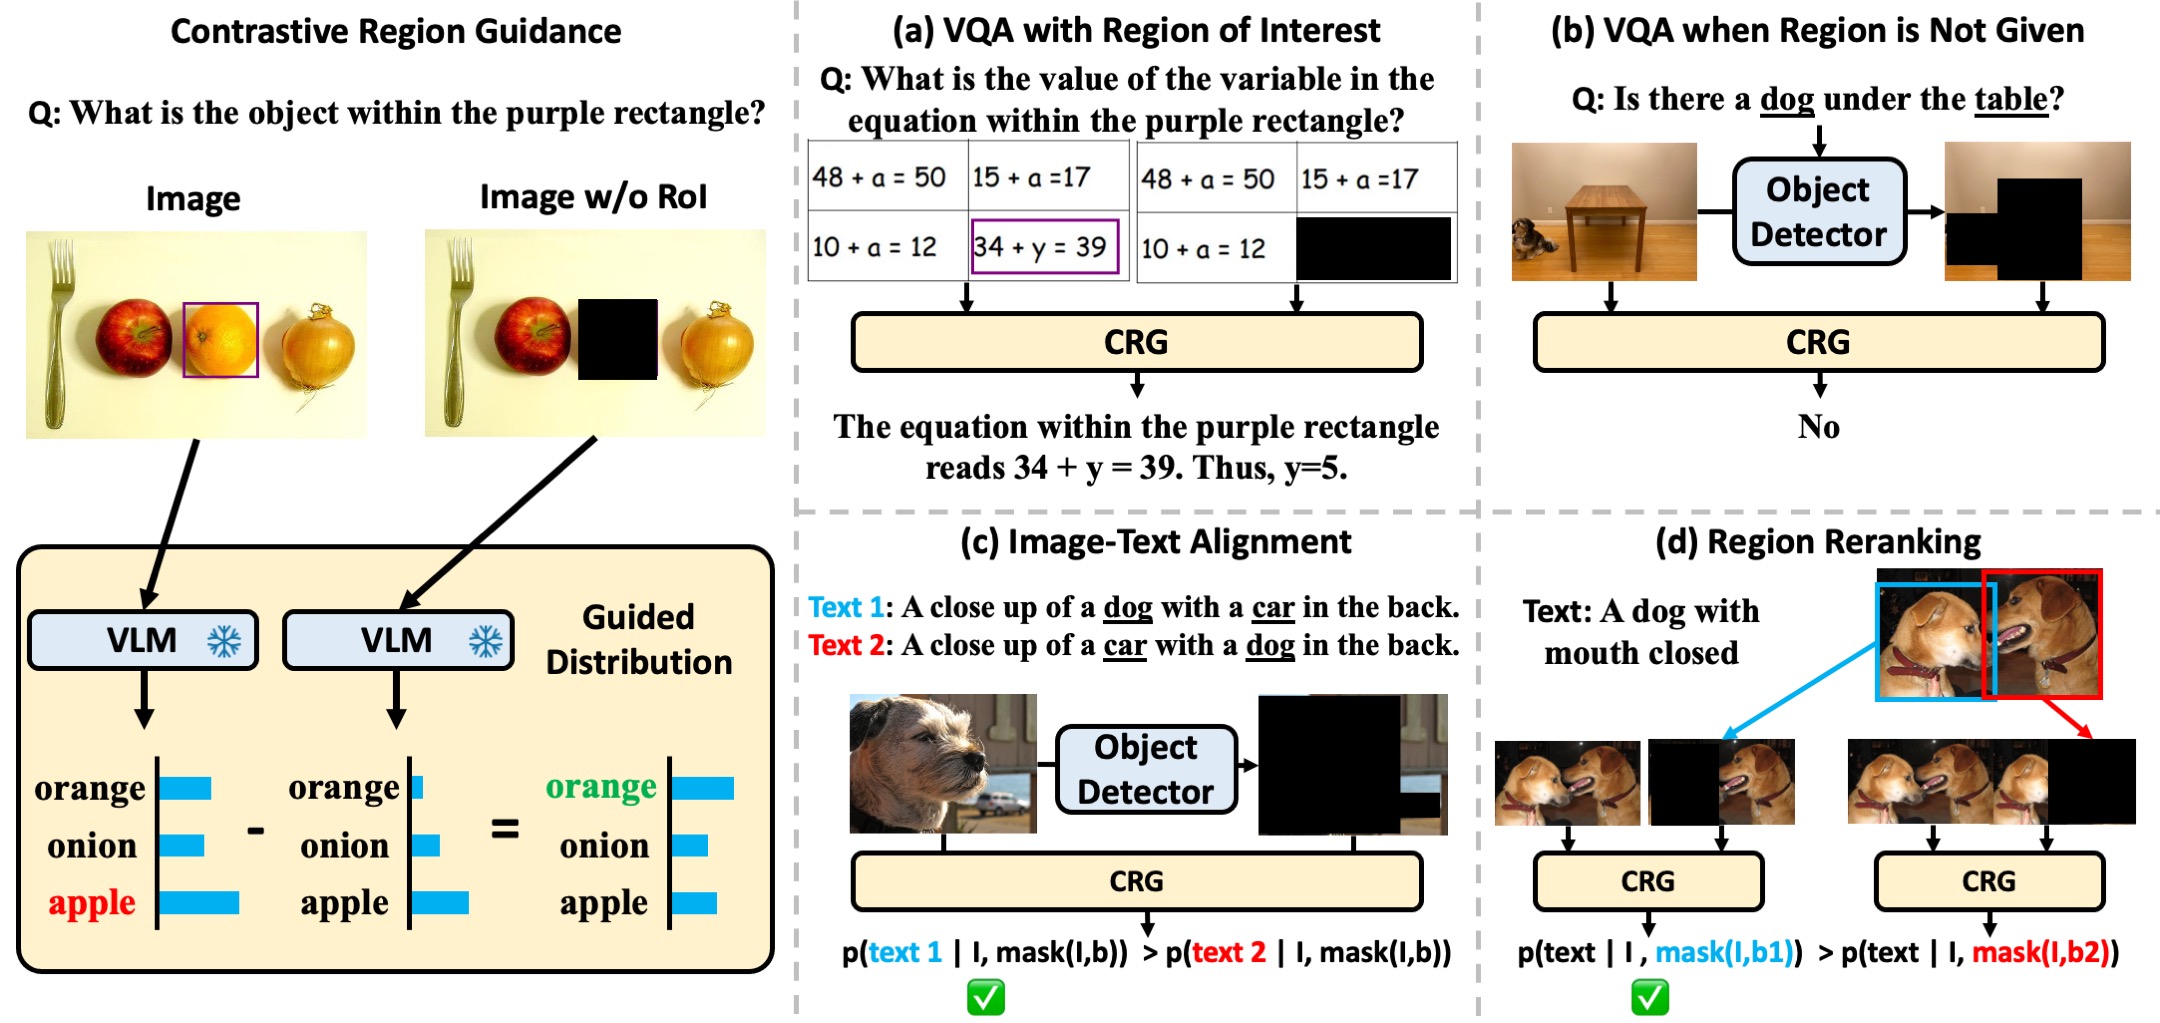 Contrastive Region Guidance
Q: What is the object within the purple rectangle?
Image
Image w/o RoI
VLM
VLM
Guided
Distribution
orange
onion
apple
-
orange
onion
apple
=
orange
onion
apple
(a) VQA with Region of Interest
Q: What is the value of the variable in the
equation within the purple rectangle?
48 + a = 50
15 + a =17
10 + a = 12
34 + y = 39
48 + a = 50
15 + a =17
10 + a = 12
CRG
The equation within the purple rectangle
reads 34 + y = 39. Thus, y=5.
(b) VQA when Region is Not Given
Q: Is there a dog under the table?
Object
Detector
CRG
No
(c) Image-Text Alignment
Text 1: A close up of a dog with a car in the back.
Text 2: A close up of a car with a dog in the back.
Object
Detector
CRG
p(text 1 | I, mask(I,b)) > p(text 2 | I, mask(I,b))
(d) Region Reranking
Text: A dog with
mouth closed
CRG
CRG
p(text | I , mask(I,b1)) > p(text | I, mask(I,b2))